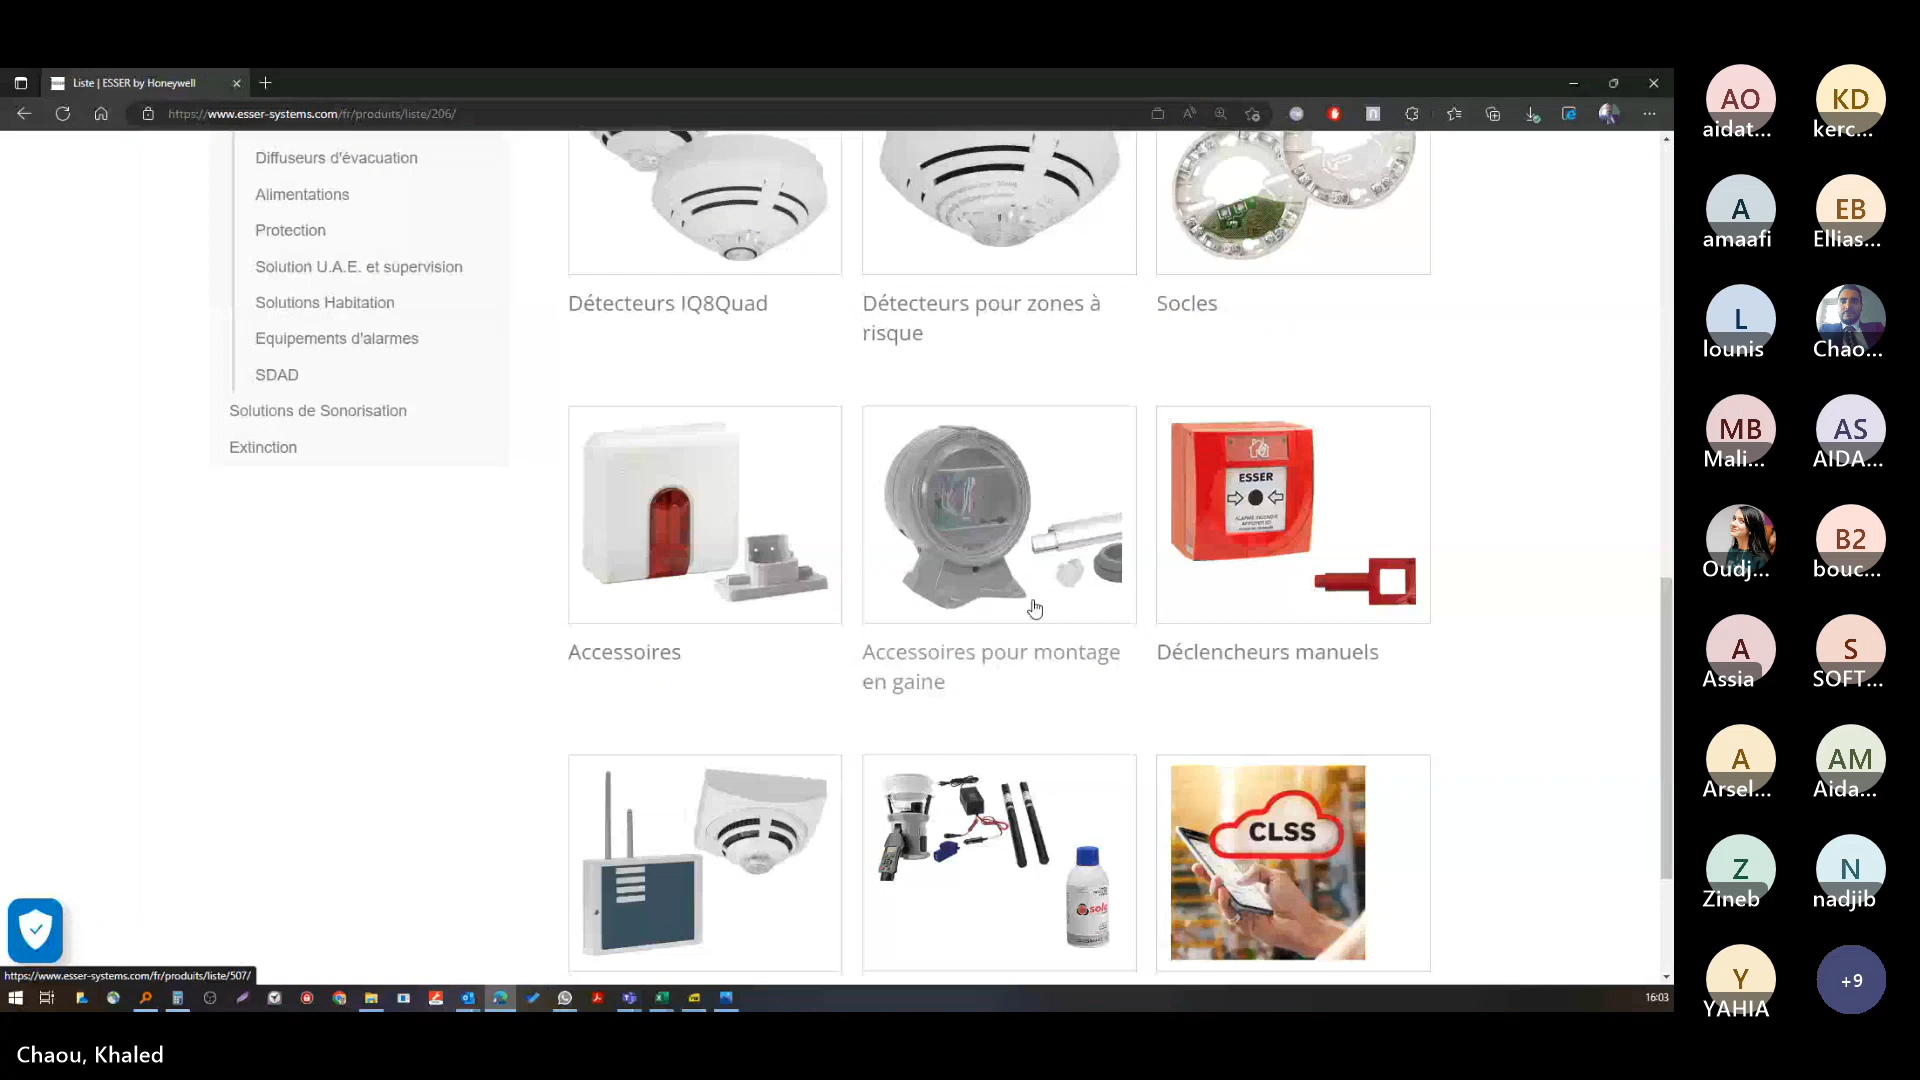 Liste | ESSER by Honeywell
https://www.esser-systems.com/fr/produits/liste/206/
Diffuseurs d'évacuation
Alimentations
Protection
Solution U.A.E. et supervision
Solutions Habitation
Equipements d'alarmes
SDAD
Solutions de Sonorisation
Extinction
Détecteurs IQ8Quad
Détecteurs pour zones à
risque
Socles
ESSER
Accessoires
Accessoires pour montage
en gaine
Déclencheurs manuels
solo
CLSS
https://www.esser-systems.com/fr/produits/liste/507/
16:03
Chaou, Khaled
AO
aidat...
KD
kerc...
A
amaafi
EB
Ellias...
L
lounis
Chao...
MB
Mali...
AS
AIDA...
Oudj...
B2
bouc...
A
Assia
S
SOFT...
A
Arsel...
AM
Aida...
Z
Zineb
N
nadjib
Y
YAHIA
+9